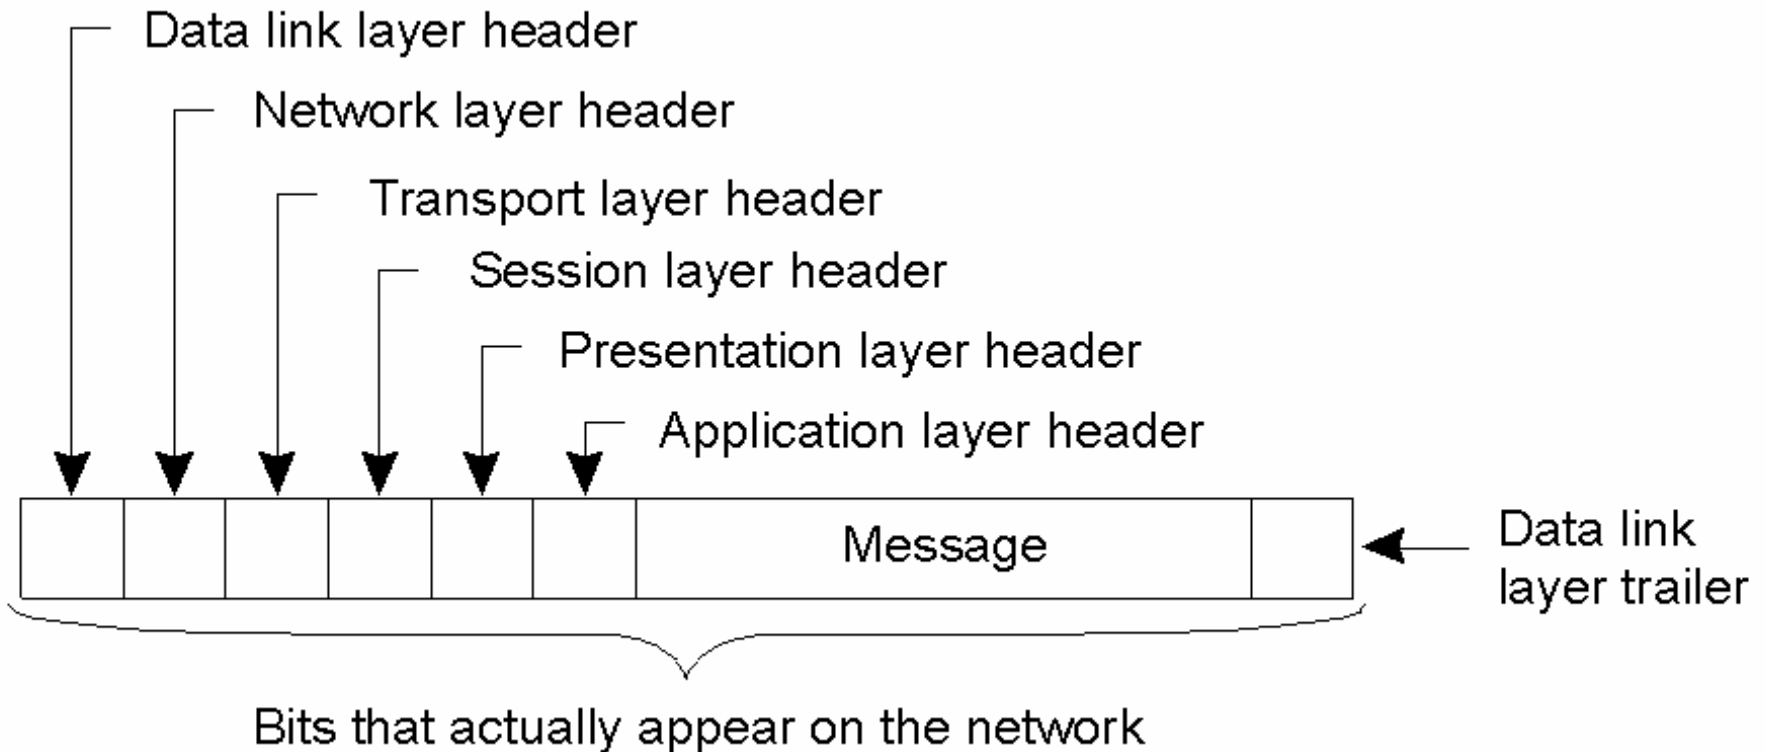 Data link layer header
Network layer header
Transport layer header
Session layer header
Presentation layer header
Application layer header
Message
Data link
layer trailer
Bits that actually appear on the network